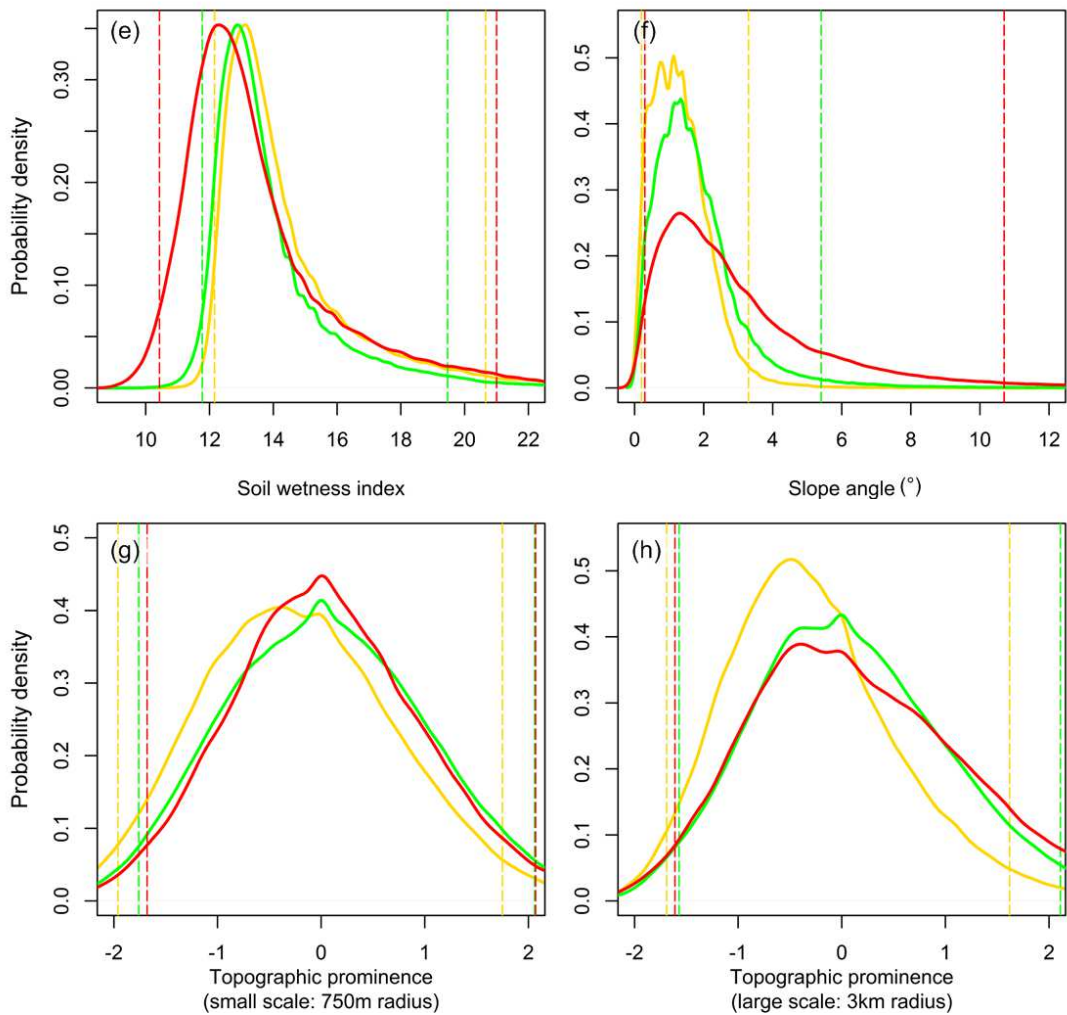 (e)
Probability density
0.30
0.20
0.10
0.00
10 12 14 16 18 20 22
Soil wetness index
(f)
0.5
0.4
0.3
0.2
0.1
0.0
0 2 4 6 8 10 12
Slope angle (°)
(g)
Probability density
0.5
0.4
0.3
0.2
0.1
0.0
-2 -1 0 1 2
Topographic prominence
(small scale: 750m radius)
(h)
0.5
0.4
0.3
0.2
0.1
0.0
-2 -1 0 1 2
Topographic prominence
(large scale: 3km radius)